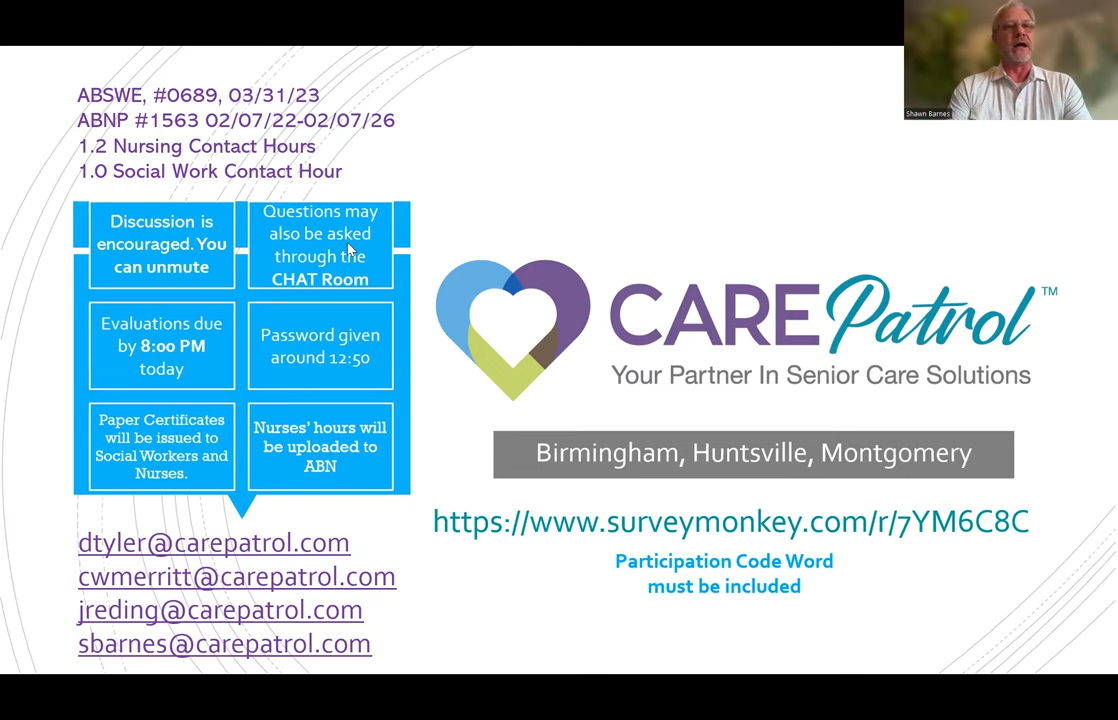 ABSWE, #0689, 03/31/23
ABNP #1563 02/07/22-02/07/26
1.2 Nursing Contact Hours
1.0 Social Work Contact Hour
Discussion is
encouraged. You
can unmute
Questions may
also be asked
through the
CHAT Room
Evaluations due
by 8:00 PM
today
Password given
around 12:50
Paper Certificates
will be issued to
Social Workers and
Nurses.
Nurses' hours will
be uploaded to
ABN
dtyler@carepatrol.com
cwmerritt@carepatrol.com
jreding@carepatrol.com
sbarnes@carepatrol.com
CARE Patrol™
Your Partner In Senior Care Solutions
Birmingham, Huntsville, Montgomery
https://www.surveymonkey.com/r/7YM6C8C
Participation Code Word
must be included
Shawn Barnes